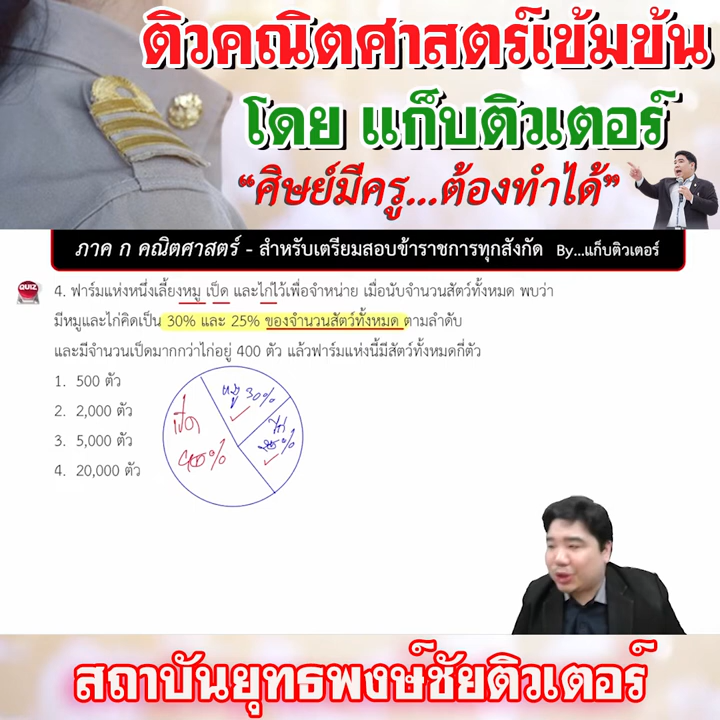 ติวคณิตศาสตร์เข้มข้น
โดย แก็บติวเตอร์
“ศิษย์มีครู...ต้องทำได้”
ภาค ก คณิตศาสตร์ - สำหรับเตรียมสอบข้าราชการทุกสังกัด By...แก็บติวเตอร์
QUIZ
4. ฟาร์มแห่งหนึ่งเลี้ยงหมู เป็ด และไก่ไว้เพื่อจำหน่าย เมื่อนับจำนวนสัตว์ทั้งหมด พบว่า
มีหมูและไก่คิดเป็น 30% และ 25% ของจำนวนสัตว์ทั้งหมด ตามลำดับ
และมีจำนวนเป็ดมากกว่าไก่อยู่ 400 ตัว แล้วฟาร์มแห่งนี้มีสัตว์ทั้งหมดกี่ตัว
1. 500 ตัว
2. 2,000 ตัว
3. 5,000 ตัว
4. 20,000 ตัว
หมู 30%
เป็ด
ไก่
สถาบันยุทธพงษ์ชัยติวเตอร์